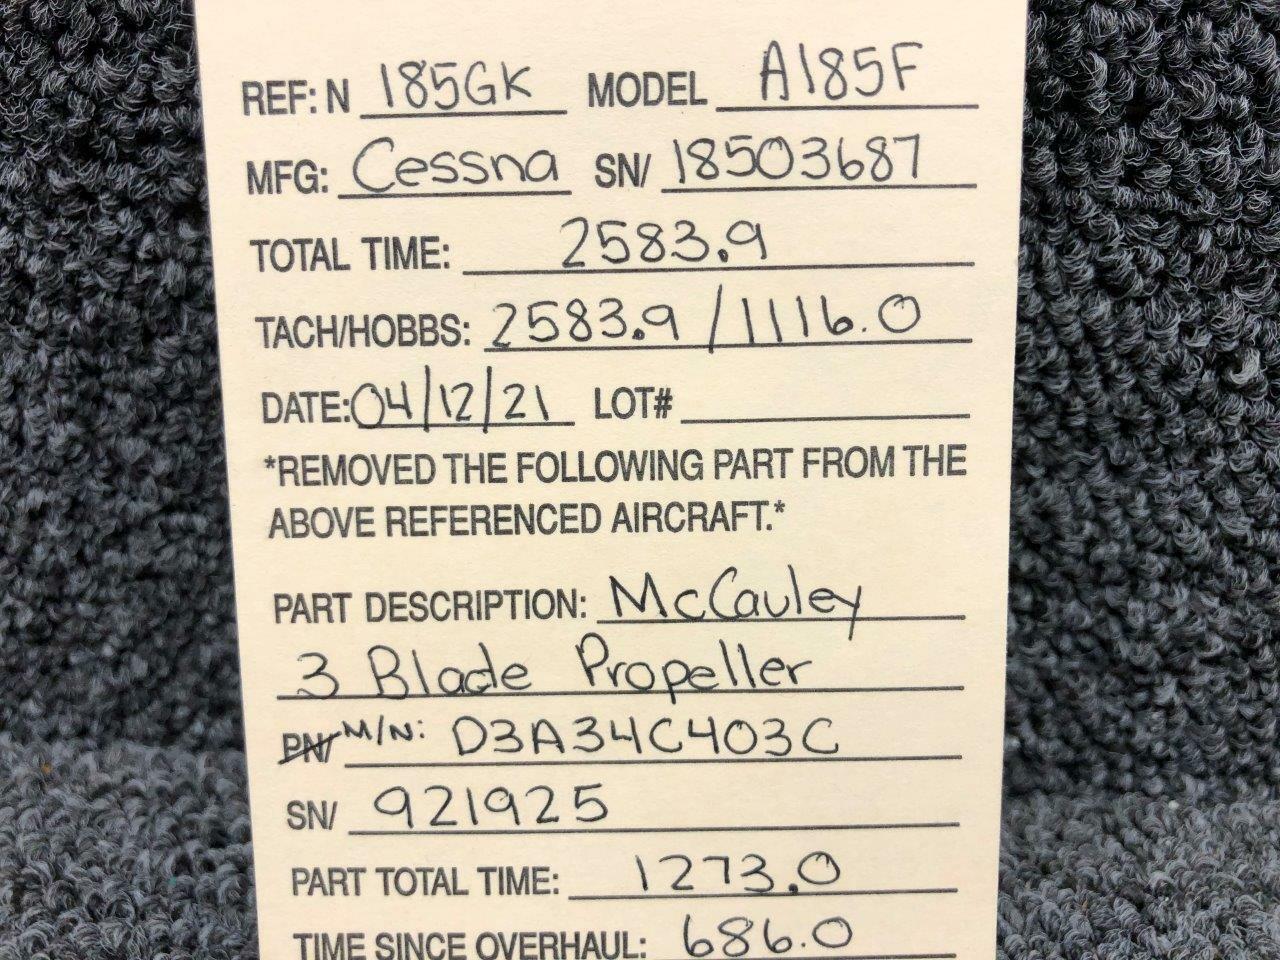 REF: N 185GK MODEL A185F
MFG: Cessna SN/ 18503687
TOTAL TIME: 2583.9
TACH/HOBBS: 2583.9 / 1116.0
DATE: 04/12/21 LOT#
*REMOVED THE FOLLOWING PART FROM THE
ABOVE REFERENCED AIRCRAFT.*
PART DESCRIPTION: McCauley
3 Blade Propeller
PN/ M/N: D3A34C403C
SN/ 921925
PART TOTAL TIME: 1273.0
TIME SINCE OVERHAUL: 686.0